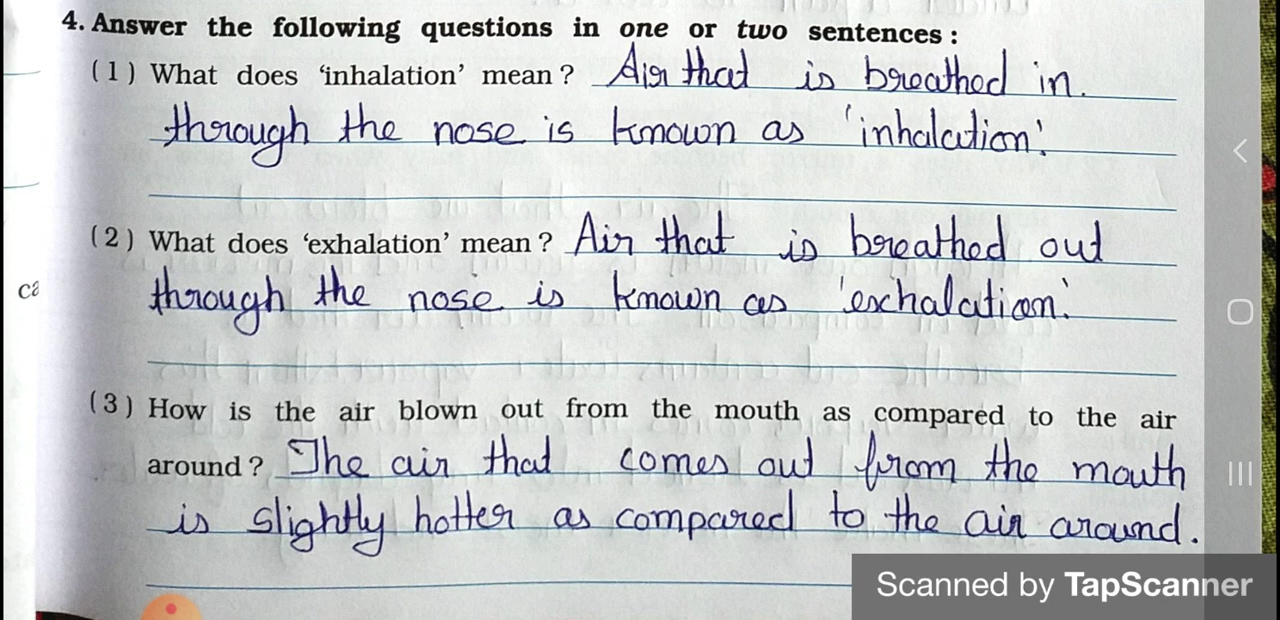 4. Answer the following questions in one or two sentences :
(1) What does ‘inhalation’ mean ? Air that is breathed in.
through the nose is known as 'inhalation'.
(2) What does ‘exhalation’ mean ? Air that is breathed out
through the nose is known as 'exhalation'.
ca
(3) How is the air blown out from the mouth as compared to the air
around ? The air that comes out from the mouth
is slightly hotter as compared to the air around.
Scanned by TapScanner